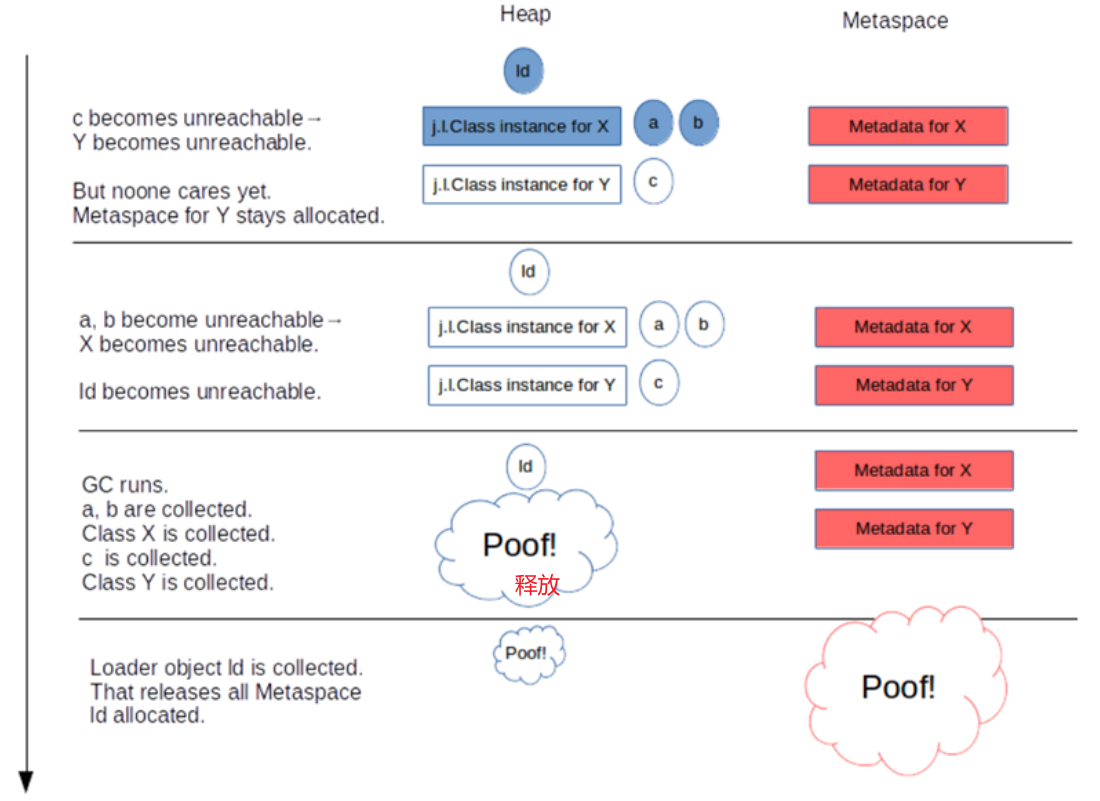 Heap
Metaspace
ld
c becomes unreachable→
Y becomes unreachable.
j.l.Class instance for X
a
b
Metadata for X
But noone cares yet.
Metaspace for Y stays allocated.
j.l.Class instance for Y
c
Metadata for Y
ld
a, b become unreachable→
X becomes unreachable.
j.l.Class instance for X
a
b
Metadata for X
ld becomes unreachable.
j.l.Class instance for Y
c
Metadata for Y
ld
GC runs.
a, b are collected.
Class X is collected.
c is collected.
Class Y is collected.
Poof!
释放
Metadata for X
Metadata for Y
Loader object ld is collected.
That releases all Metaspace
ld allocated.
Poof!
Poof!